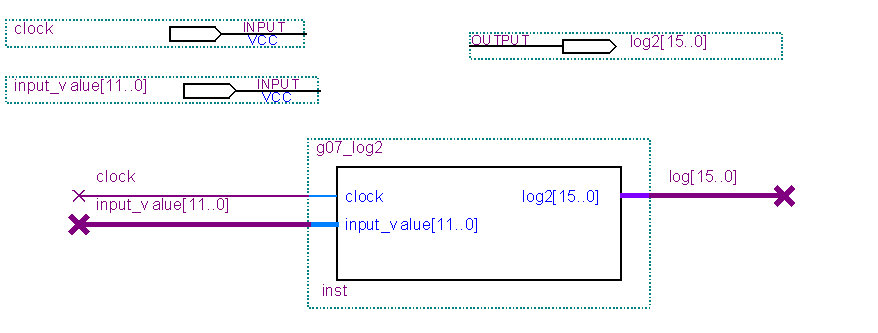 clock INPUT
VCC
OUTPUT log2[15..0]
input_value[11..0] INPUT
VCC
g07_log2
clock
input_value[11..0]
log[15..0]
clock log2[15..0]
input_value[11..0]
inst